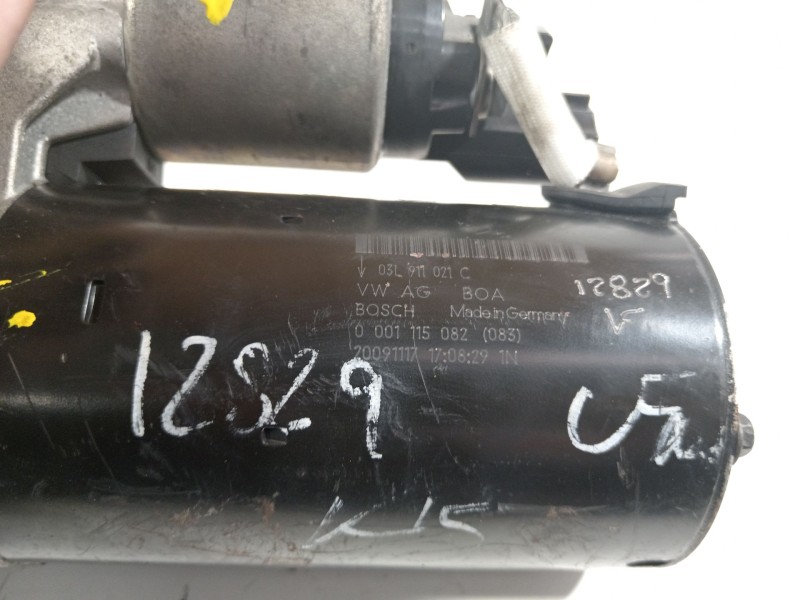 03L 911 021 C
VW AG BOA
BOSCH Made in Germany
0 001 115 082 (083)
20091117 17:08:29 1N
12829
V
12829